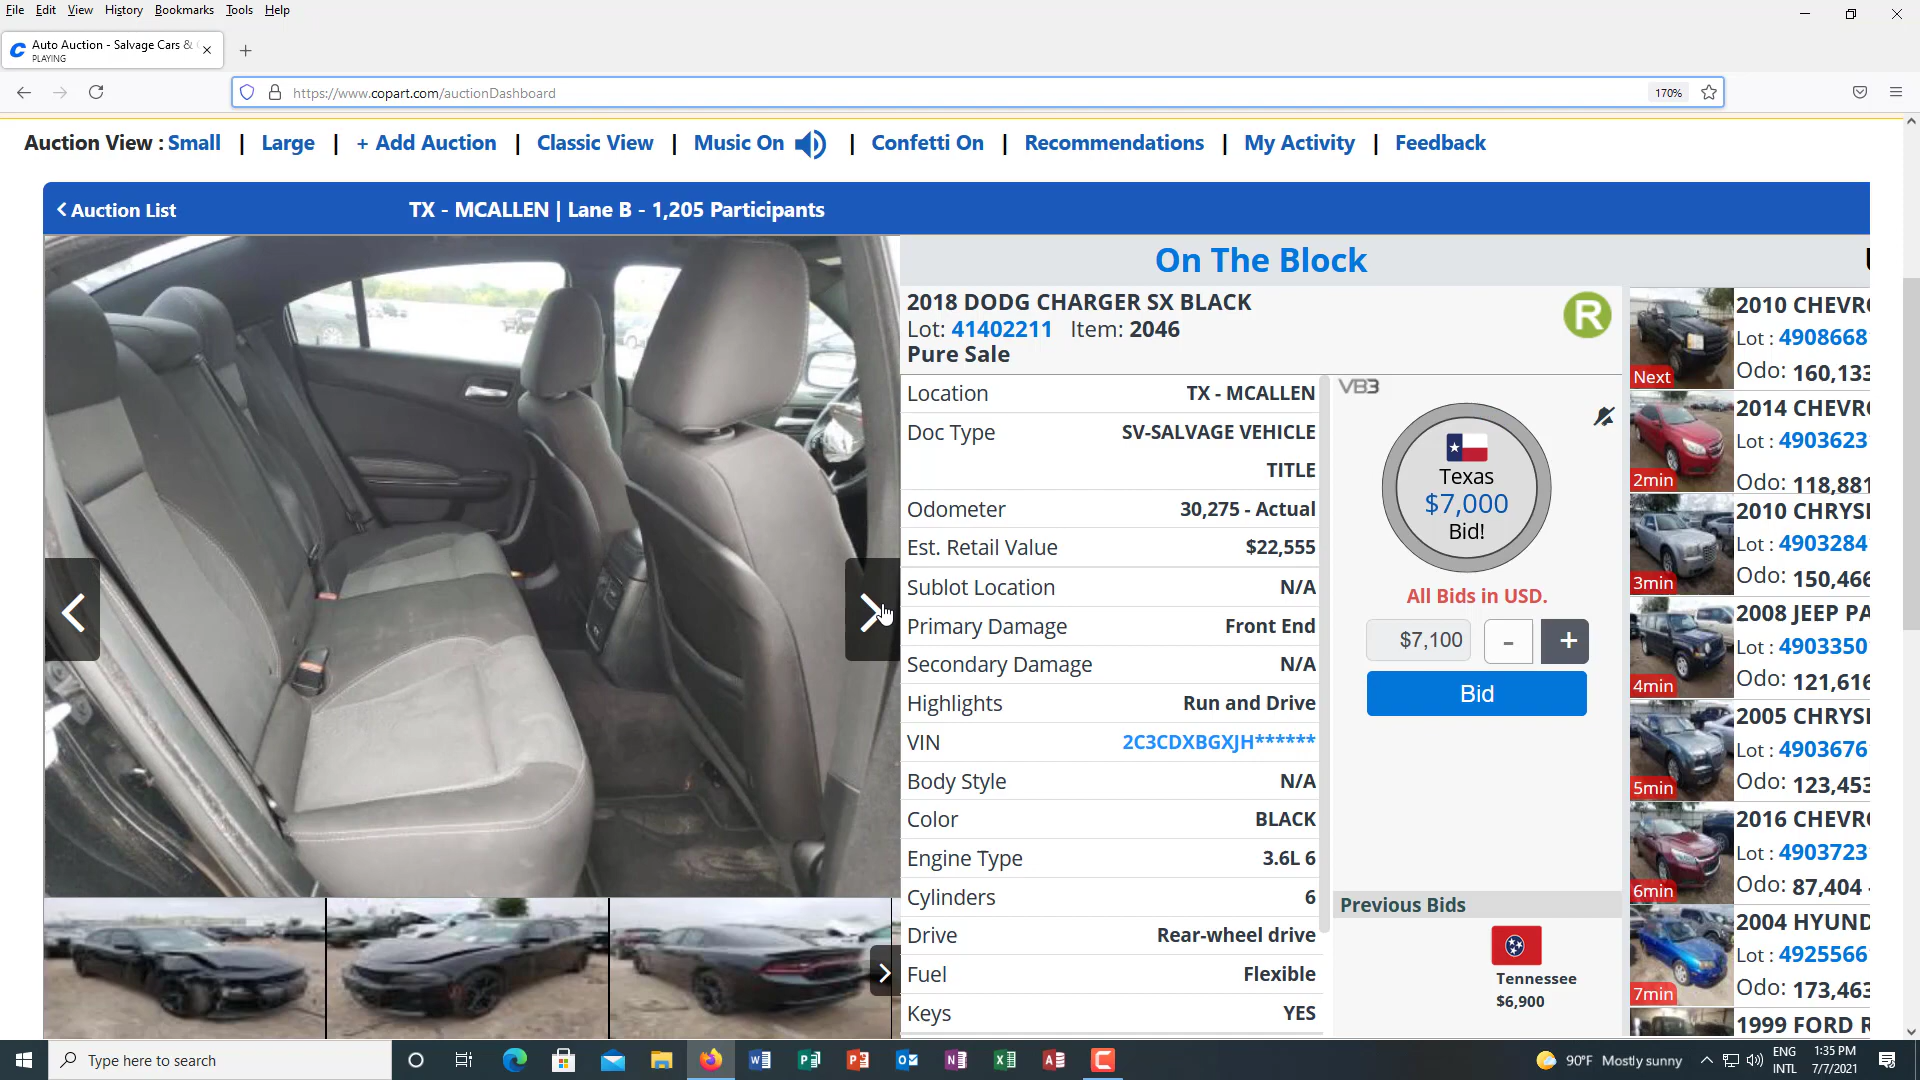 File Edit View History Bookmarks Tools Help
Auto Auction - Salvage Cars &
PLAYING
https://www.copart.com/auctionDashboard
170%
Auction View : Small | Large | + Add Auction | Classic View | Music On | Confetti On | Recommendations | My Activity | Feedback
Auction List
TX - MCALLEN | Lane B - 1,205 Participants
On The Block
2018 DODG CHARGER SX BLACK
Lot: 41402211 Item: 2046
Pure Sale
R
Location TX - MCALLEN
Doc Type SV-SALVAGE VEHICLE
TITLE
Odometer 30,275 - Actual
Est. Retail Value $22,555
Sublot Location N/A
Primary Damage Front End
Secondary Damage N/A
Highlights Run and Drive
VIN 2C3CDXBGXJH******
Body Style N/A
Color BLACK
Engine Type 3.6L 6
Cylinders 6
Drive Rear-wheel drive
Fuel Flexible
Keys YES
VB3
Texas
$7,000
Bid!
All Bids in USD.
$7,100 - +
Bid
Previous Bids
Tennessee
$6,900
2010 CHEVR
Lot : 4908668
Odo: 160,133
Next
2014 CHEVR
Lot : 4903623
Odo: 118,881
2min
2010 CHRYS
Lot : 4903284
Odo: 150,466
3min
2008 JEEP PA
Lot : 4903350
Odo: 121,616
4min
2005 CHRYS
Lot : 4903676
Odo: 123,453
5min
2016 CHEVR
Lot : 4903723
Odo: 87,404 -
6min
2004 HYUND
Lot : 4925566
Odo: 173,463
7min
1999 FORD R
Type here to search
90°F Mostly sunny
ENG
INTL
1:35 PM
7/7/2021